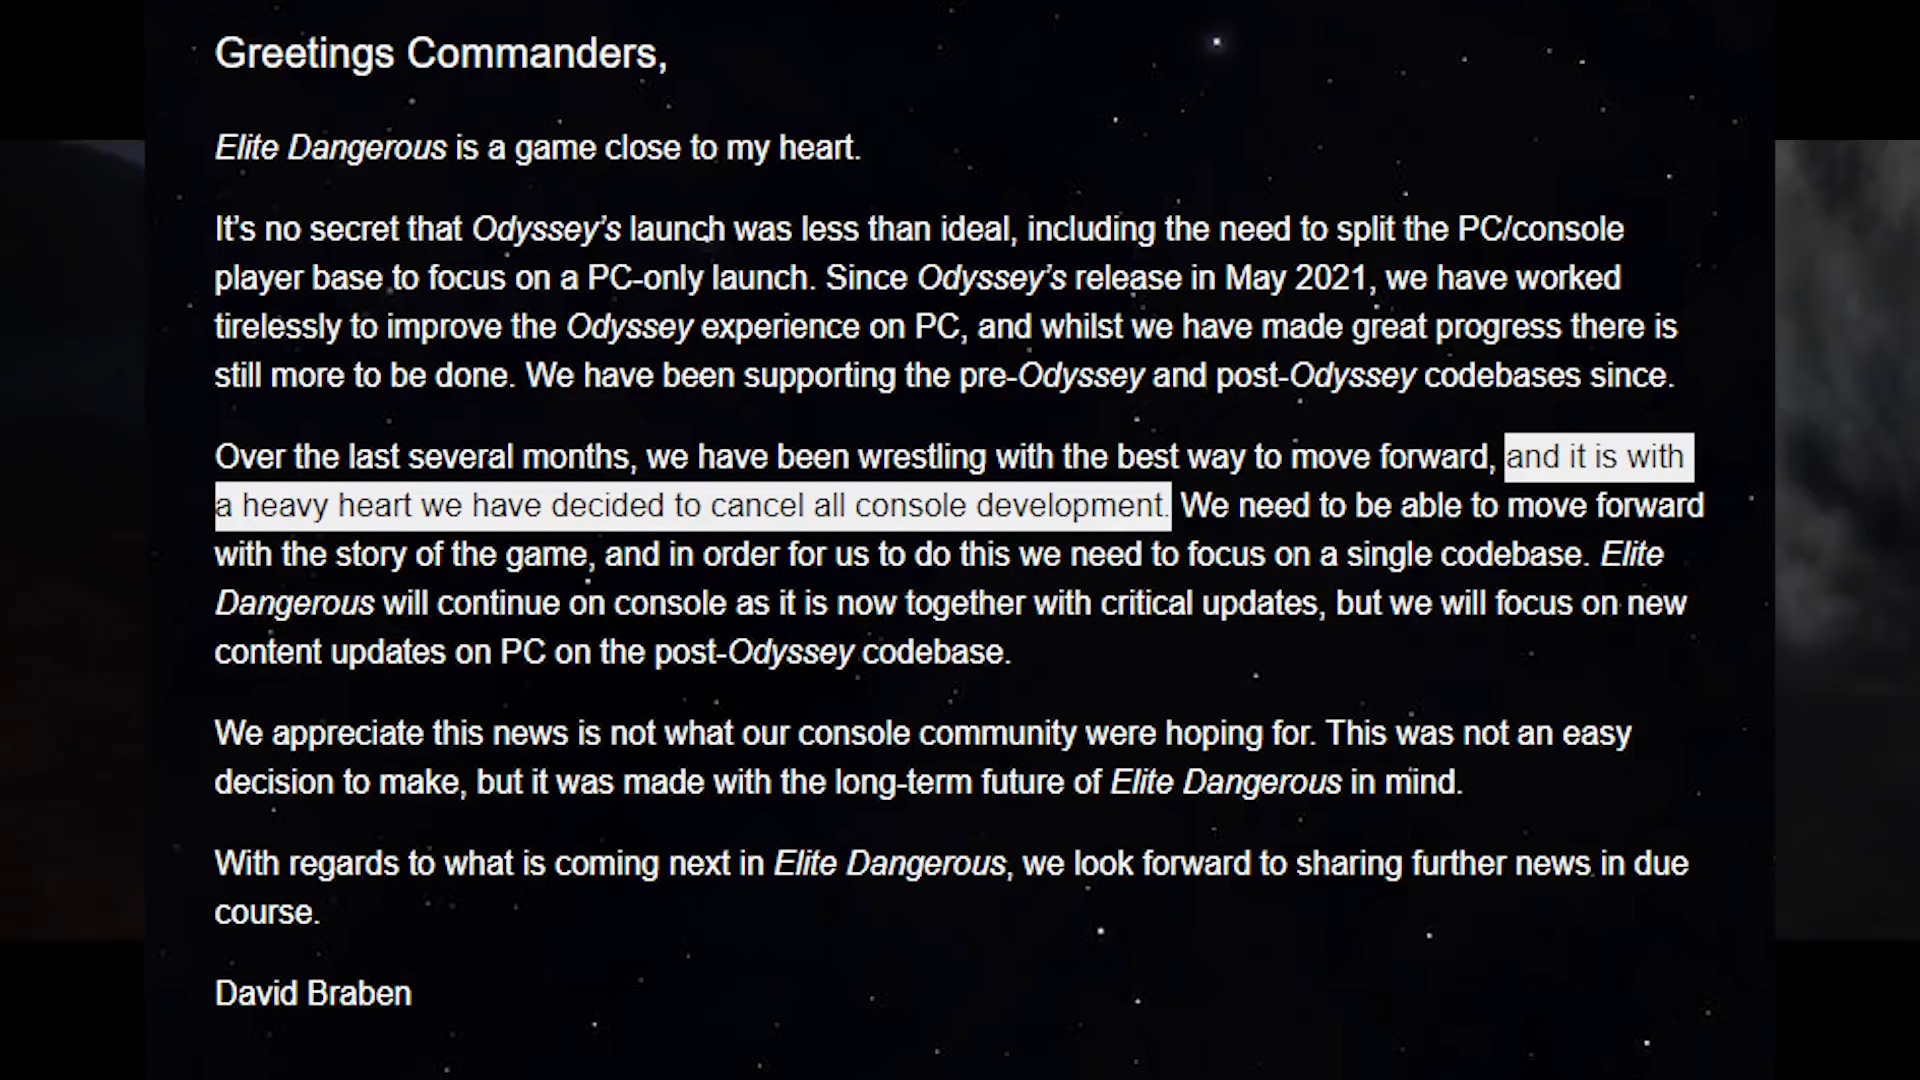 Greetings Commanders,
Elite Dangerous is a game close to my heart.
It’s no secret that Odyssey’s launch was less than ideal, including the need to split the PC/console
player base to focus on a PC-only launch. Since Odyssey’s release in May 2021, we have worked
tirelessly to improve the Odyssey experience on PC, and whilst we have made great progress there is
still more to be done. We have been supporting the pre-Odyssey and post-Odyssey codebases since.
Over the last several months, we have been wrestling with the best way to move forward, and it is with
a heavy heart we have decided to cancel all console development. We need to be able to move forward
with the story of the game, and in order for us to do this we need to focus on a single codebase. Elite
Dangerous will continue on console as it is now together with critical updates, but we will focus on new
content updates on PC on the post-Odyssey codebase.
We appreciate this news is not what our console community were hoping for. This was not an easy
decision to make, but it was made with the long-term future of Elite Dangerous in mind.
With regards to what is coming next in Elite Dangerous, we look forward to sharing further news in due
course.
David Braben